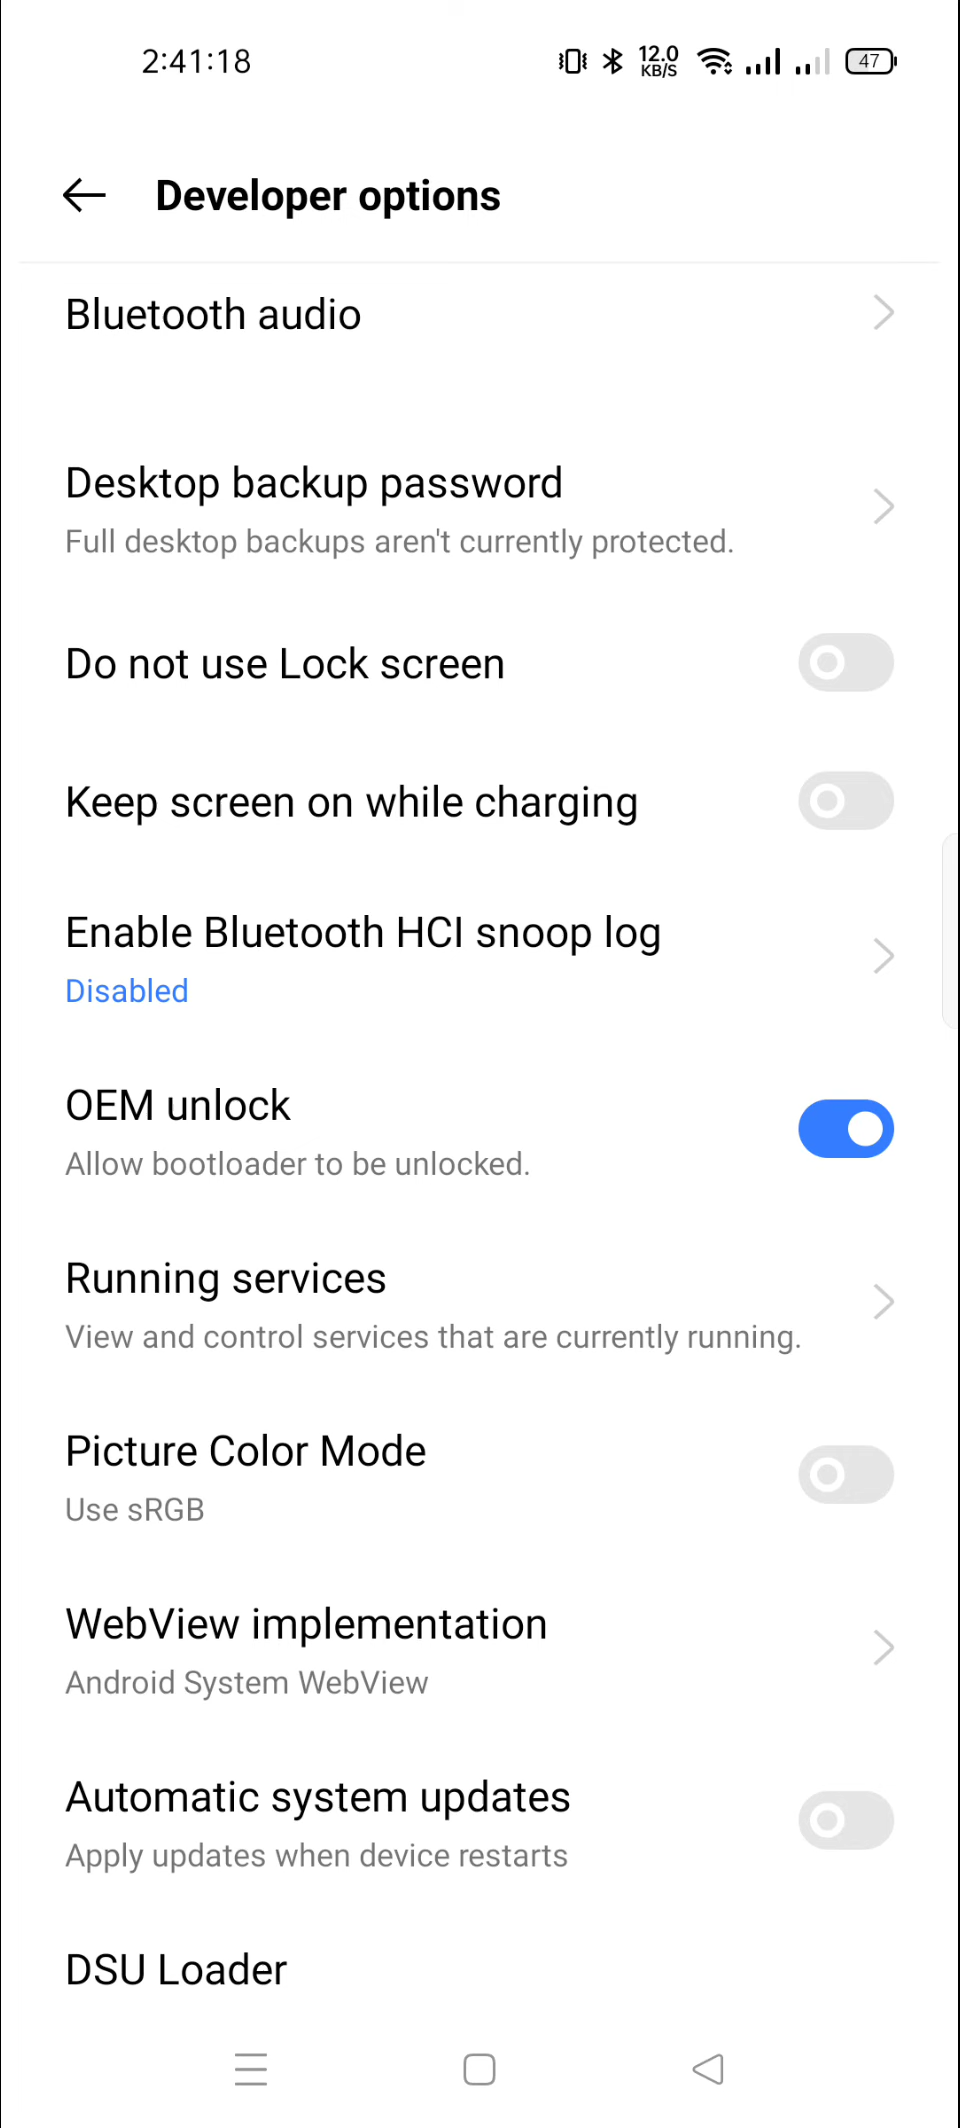 2:41:18
12.0
KB/S
47
Developer options
Bluetooth audio
Desktop backup password
Full desktop backups aren't currently protected.
Do not use Lock screen
Keep screen on while charging
Enable Bluetooth HCI snoop log
Disabled
OEM unlock
Allow bootloader to be unlocked.
Running services
View and control services that are currently running.
Picture Color Mode
Use sRGB
WebView implementation
Android System WebView
Automatic system updates
Apply updates when device restarts
DSU Loader